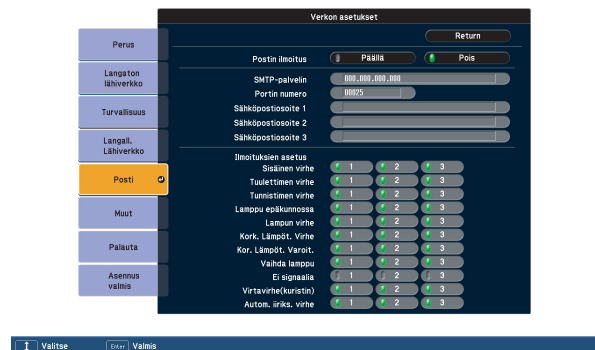 Verkon asetukset
Return
Perus
Langaton
lähiverkko
Turvallisuus
Langall.
Lähiverkko
Posti
Muut
Palauta
Asennus
valmis
Postin ilmoitus Päällä Pois
SMTP-palvelin 000.000.000.000
Portin numero 00025
Sähköpostiosoite 1
Sähköpostiosoite 2
Sähköpostiosoite 3
Ilmoituksien asetus
Sisäinen virhe 1 2 3
Tuulettimen virhe 1 2 3
Tunnistimen virhe 1 2 3
Lamppu epäkunnossa 1 2 3
Lampun virhe 1 2 3
Kork. Lämpöt. Virhe 1 2 3
Kor. Lämpöt. Varoit. 1 2 3
Vaihda lamppu 1 2 3
Ei signaalia 1 2 3
Virtavirhe(kuristin) 1 2 3
Autom. iiriks. virhe 1 2 3
Valitse Enter Valmis